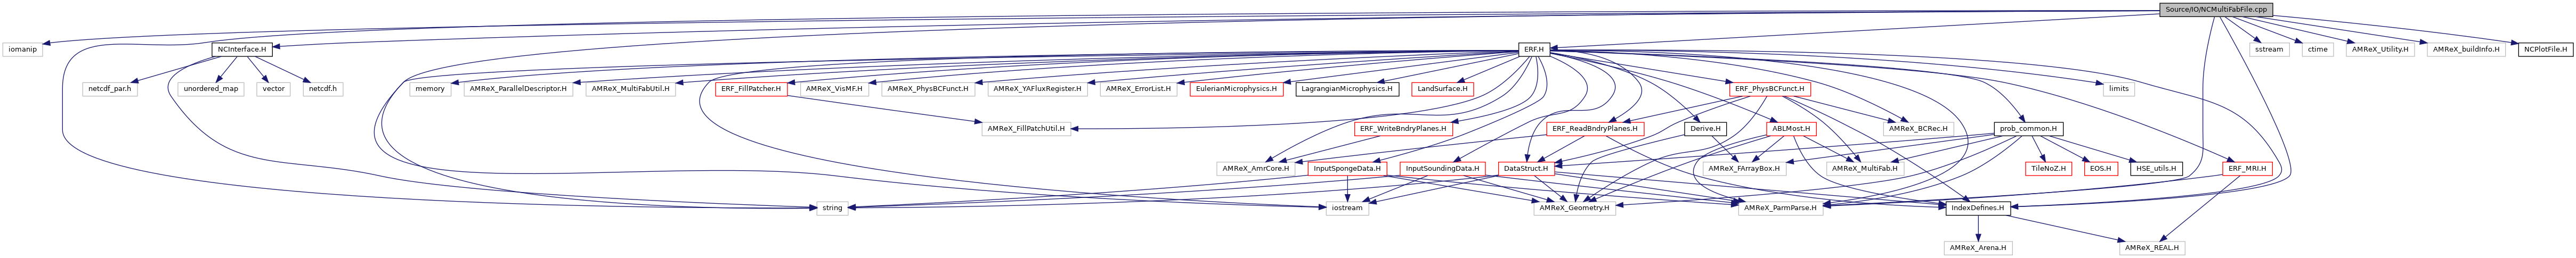 Source/IO/NCMultiFabFile.cpp
iomanip
NCInterface.H
ERF.H
sstream
ctime
AMReX_Utility.H
AMReX_buildInfo.H
NCPlotFile.H
netcdf_par.h
unordered_map
vector
netcdf.h
memory
AMReX_ParallelDescriptor.H
AMReX_MultiFabUtil.H
ERF_FillPatcher.H
AMReX_VisMF.H
AMReX_PhysBCFunct.H
AMReX_YAFluxRegister.H
AMReX_ErrorList.H
EulerianMicrophysics.H
LagrangianMicrophysics.H
LandSurface.H
ERF_PhysBCFunct.H
limits
AMReX_FillPatchUtil.H
ERF_WriteBndryPlanes.H
ERF_ReadBndryPlanes.H
Derive.H
ABLMost.H
AMReX_BCRec.H
prob_common.H
AMReX_AmrCore.H
InputSpongeData.H
InputSoundingData.H
DataStruct.H
AMReX_FArrayBox.H
AMReX_MultiFab.H
TileNoZ.H
EOS.H
HSE_utils.H
ERF_MRI.H
string
iostream
AMReX_Geometry.H
AMReX_ParmParse.H
IndexDefines.H
AMReX_Arena.H
AMReX_REAL.H